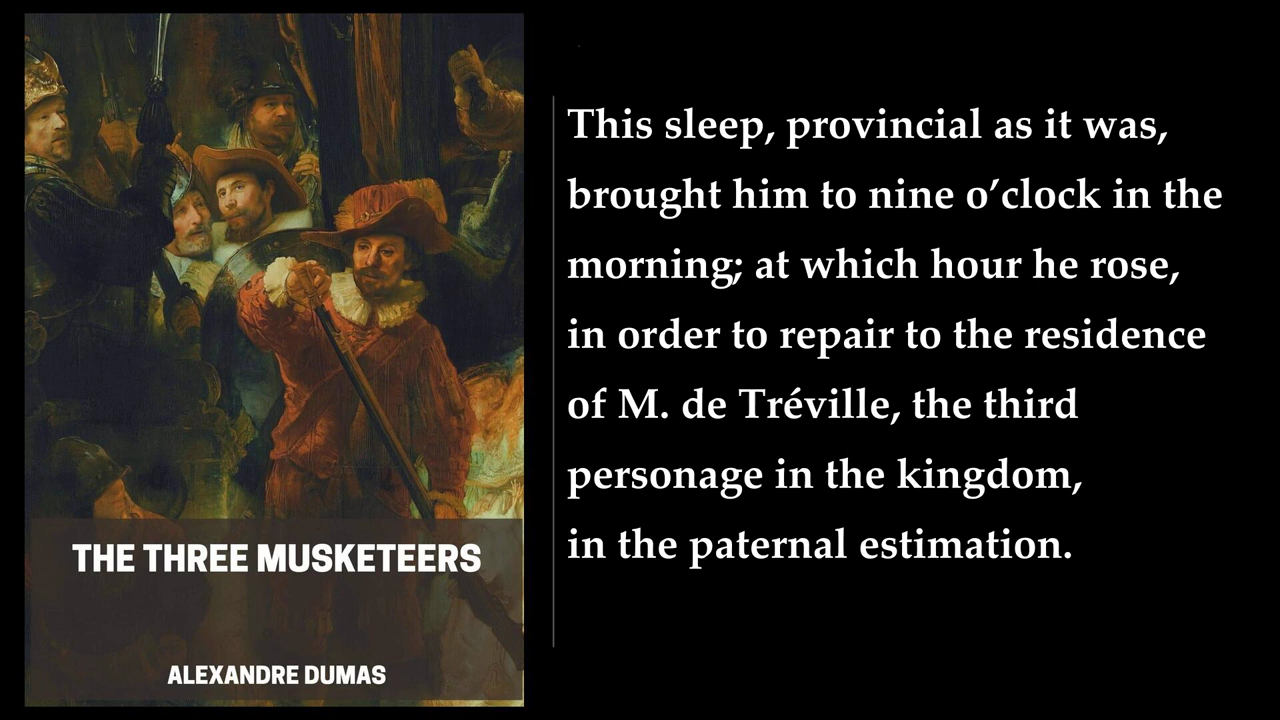 THE THREE MUSKETEERS
ALEXANDRE DUMAS
This sleep, provincial as it was,
brought him to nine o’clock in the
morning; at which hour he rose,
in order to repair to the residence
of M. de Tréville, the third
personage in the kingdom,
in the paternal estimation.